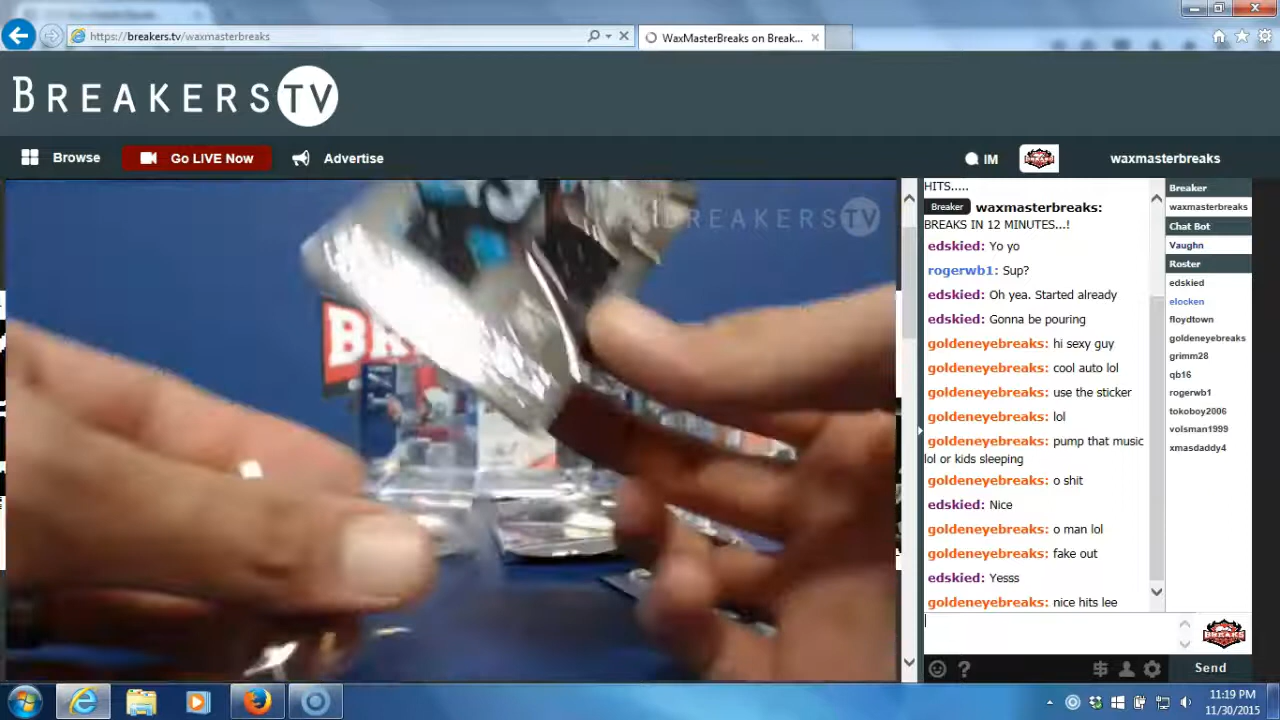 https://breakers.tv/waxmasterbreaks
WaxMasterBreaks on Break...
BREAKERSTV
Browse
Go LIVE Now
Advertise
IM
waxmasterbreaks
BREAKERSTV
BR
HITS.....
Breaker waxmasterbreaks:
BREAKS IN 12 MINUTES...!
edskied: Yo yo
rogerwb1: Sup?
edskied: Oh yea. Started already
edskied: Gonna be pouring
goldeneyebreaks: hi sexy guy
goldeneyebreaks: cool auto lol
goldeneyebreaks: use the sticker
goldeneyebreaks: lol
goldeneyebreaks: pump that music
lol or kids sleeping
goldeneyebreaks: o shit
edskied: Nice
goldeneyebreaks: o man lol
goldeneyebreaks: fake out
edskied: Yesss
goldeneyebreaks: nice hits lee
Breaker
waxmasterbreaks
Chat Bot
Vaughn
Roster
edskied
elocken
floydtown
goldeneyebreaks
grimm28
qb16
rogerwb1
tokoboy2006
volsman1999
xmasdaddy4
BREAKS
Send
11:19 PM
11/30/2015